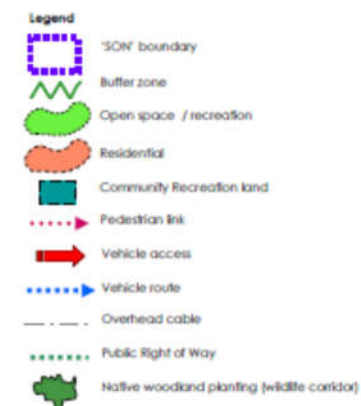 Legend
'SON' boundary
Buffer zone
Open space / recreation
Residential
Community Recreation land
Pedestrian link
Vehicle access
Vehicle route
Overhead cable
Public Right of Way
Native woodland planting (wildlife corridor)